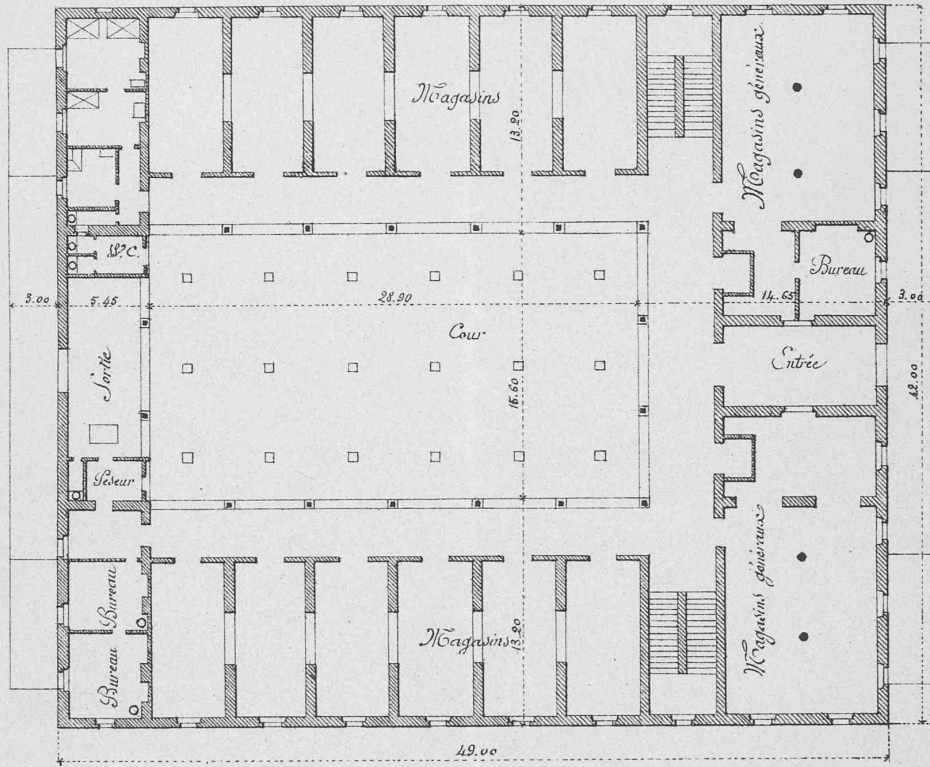 Magasins
13.20
Magasins généraux
W.C.
Bureau
3.00
5.45
28.90
14.65
3.00
Cour
Entrée
Sortie
15.60
42.00
Peseur
Bureau
Magasins
13.20
Magasins généraux
Bureau
49.00